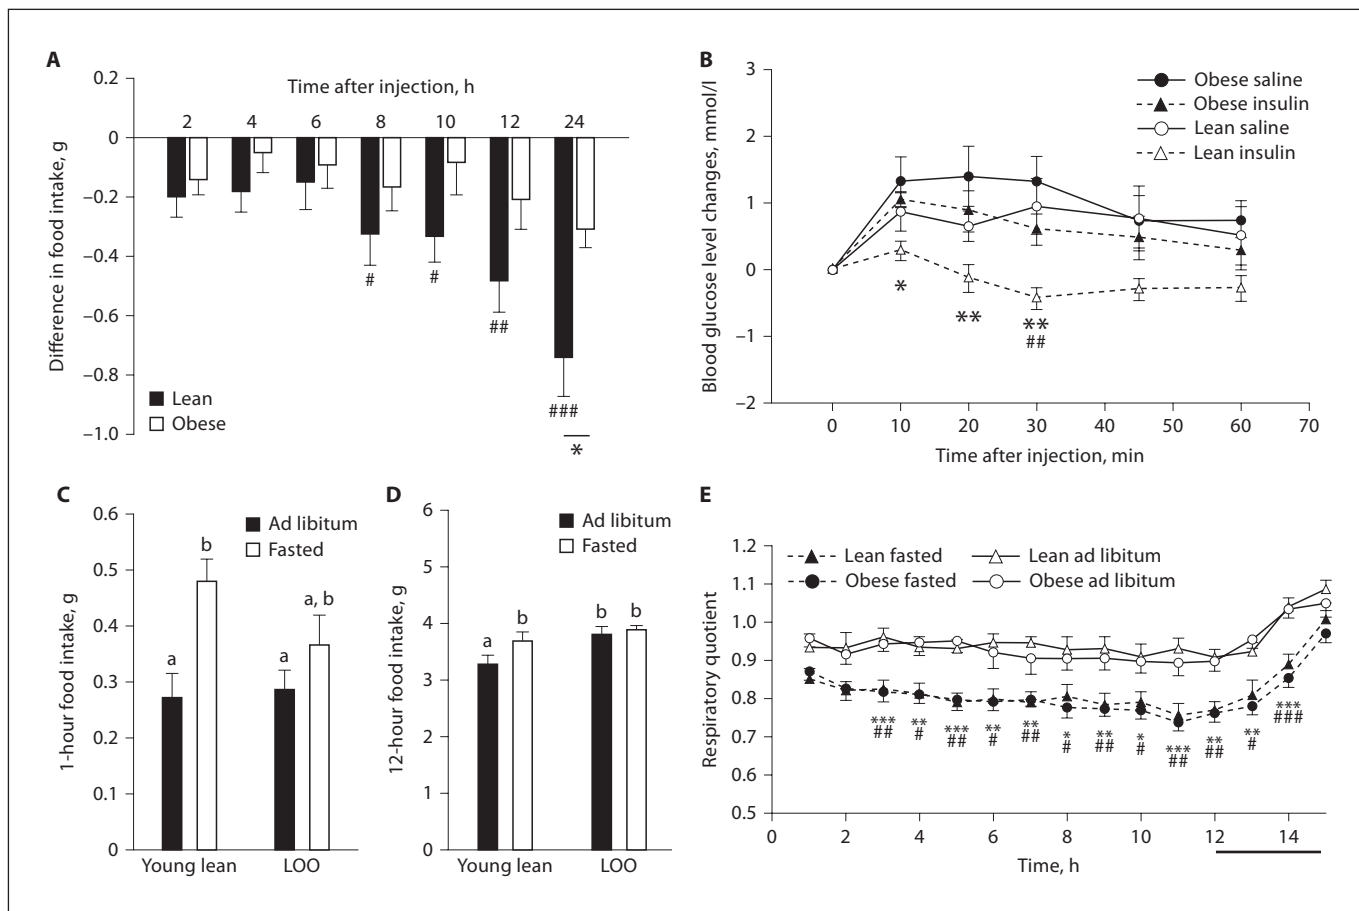 A
Time after injection, h
0.2
2 4 6 8 10 12 24
0
–0.2
–0.4
–0.6
–0.8
–1.0
Difference in food intake, g
# # ## ###
*
Lean
Obese
B
Obese saline
Obese insulin
Lean saline
Lean insulin
3
2
1
0
–1
–2
Blood glucose level changes, mmol/l
* ** **
##
0 10 20 30 40 50 60 70
Time after injection, min
C
Ad libitum
Fasted
0.6
0.5
0.4
0.3
0.2
0.1
0
1-hour food intake, g
a b a a, b
Young lean LOO
D
Ad libitum
Fasted
6
5
4
3
2
1
0
12-hour food intake, g
a b b b
Young lean LOO
E
Lean fasted Lean ad libitum
Obese fasted Obese ad libitum
1.2
1.1
1.0
0.9
0.8
0.7
0.6
0.5
Respiratory quotient
*** ** *** ** ** * ** * *** ** ** ***
## # ## # ## # ## # ## ## # ###
0 2 4 6 8 10 12 14
Time, h